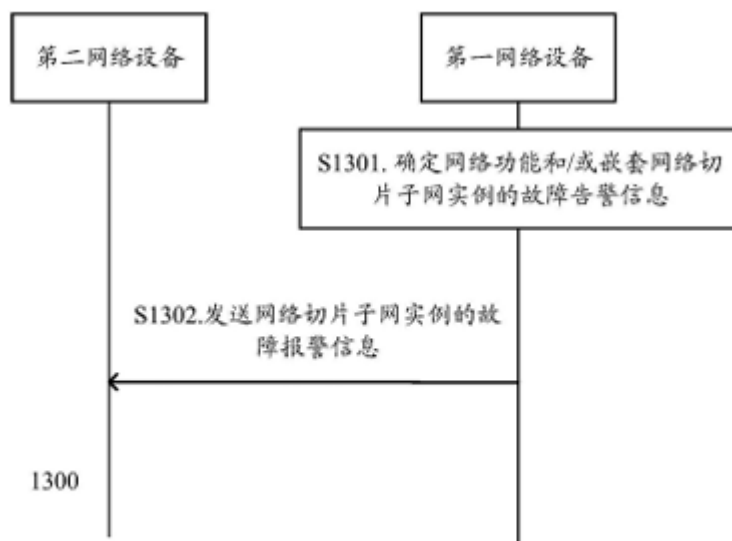 第二网络设备
第一网络设备
S1301. 确定网络功能和/或嵌套网络切
片子网实例的故障告警信息
S1302.发送网络切片子网实例的故
障报警信息
1300